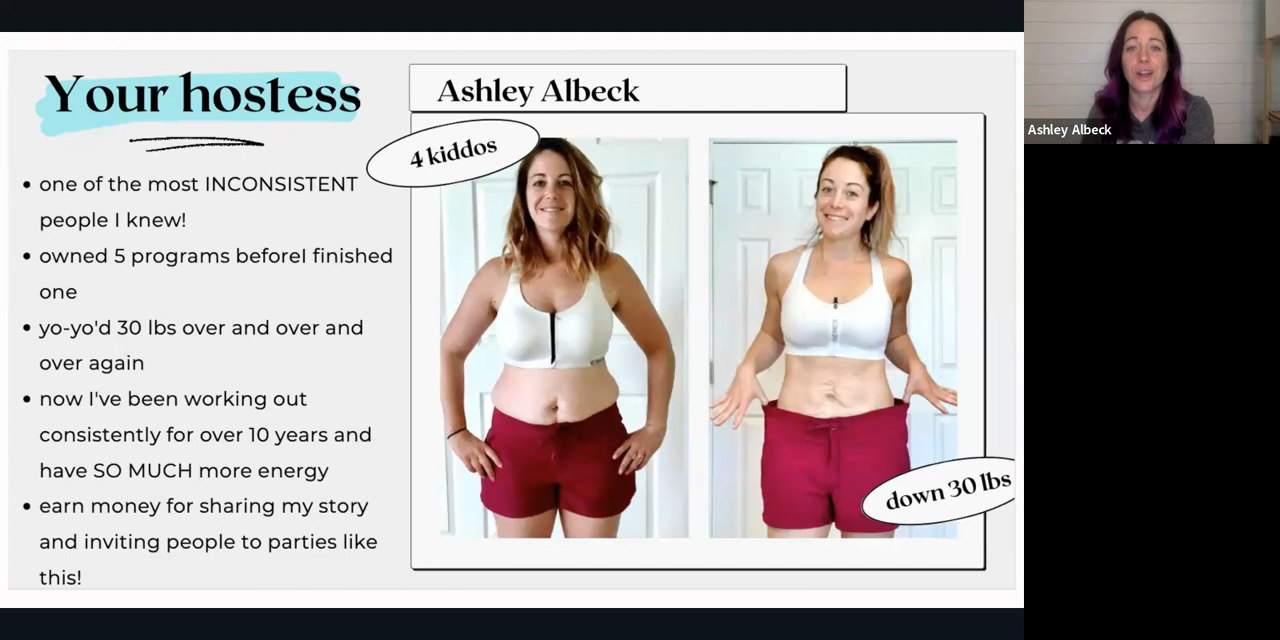 Your hostess
one of the most INCONSISTENT
people I knew!
owned 5 programs beforeI finished
one
yo-yo'd 30 lbs over and over and
over again
now I've been working out
consistently for over 10 years and
have SO MUCH more energy
earn money for sharing my story
and inviting people to parties like
this!
Ashley Albeck
4 kiddos
down 30 lbs
Ashley Albeck